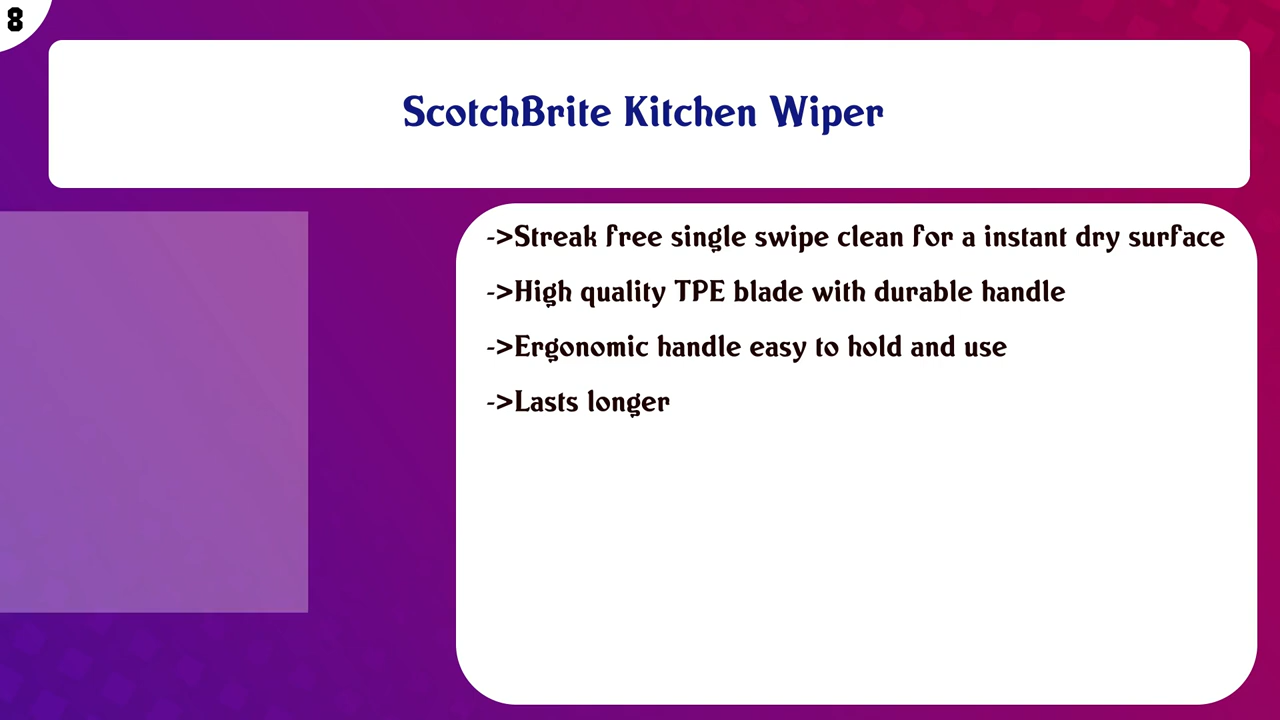 8
ScotchBrite Kitchen Wiper
->Streak free single swipe clean for a instant dry surface
->High quality TPE blade with durable handle
->Ergonomic handle easy to hold and use
->Lasts longer